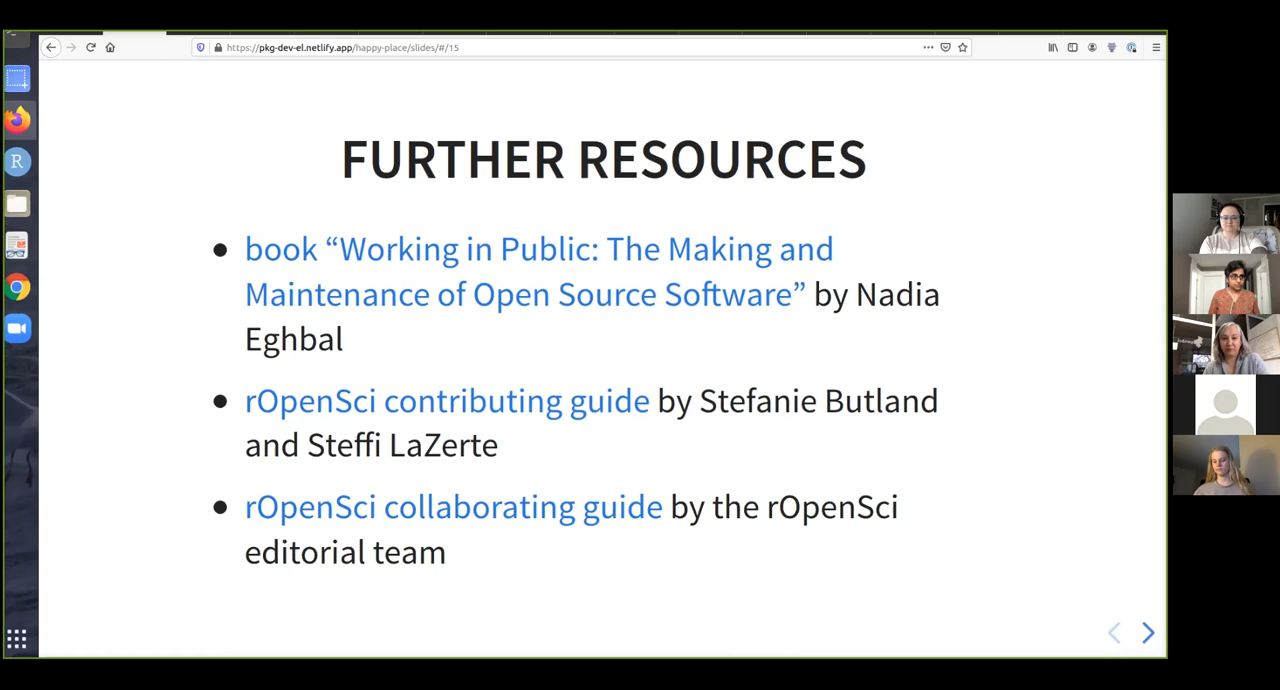 https://pkg-dev-el.netlify.app/happy-place/slides/#/15
FURTHER RESOURCES
book “Working in Public: The Making and
Maintenance of Open Source Software” by Nadia
Eghbal
rOpenSci contributing guide by Stefanie Butland
and Steffi LaZerte
rOpenSci collaborating guide by the rOpenSci
editorial team
R